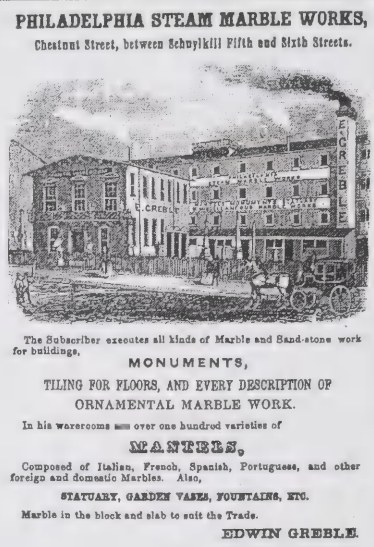 PHILADELPHIA STEAM MARBLE WORKS,
Chestnut Street, between Schuylkill Fifth and Sixth Streets.
E. GREBLE
E. GREBLE
STEAM MARBLE WORKS
The Subscriber executes all kinds of Marble and Sand-stone work
for buildings,
MONUMENTS,
TILING FOR FLOORS, AND EVERY DESCRIPTION OF
ORNAMENTAL MARBLE WORK.
In his warerooms over one hundred varieties of
MANTELS,
Composed of Italian, French, Spanish, Portuguese, and other
foreign and domestic Marbles. Also,
STATUARY, GARDEN VASES, FOUNTAINS, ETC.
Marble in the block and slab to suit the Trade.
EDWIN GREBLE.